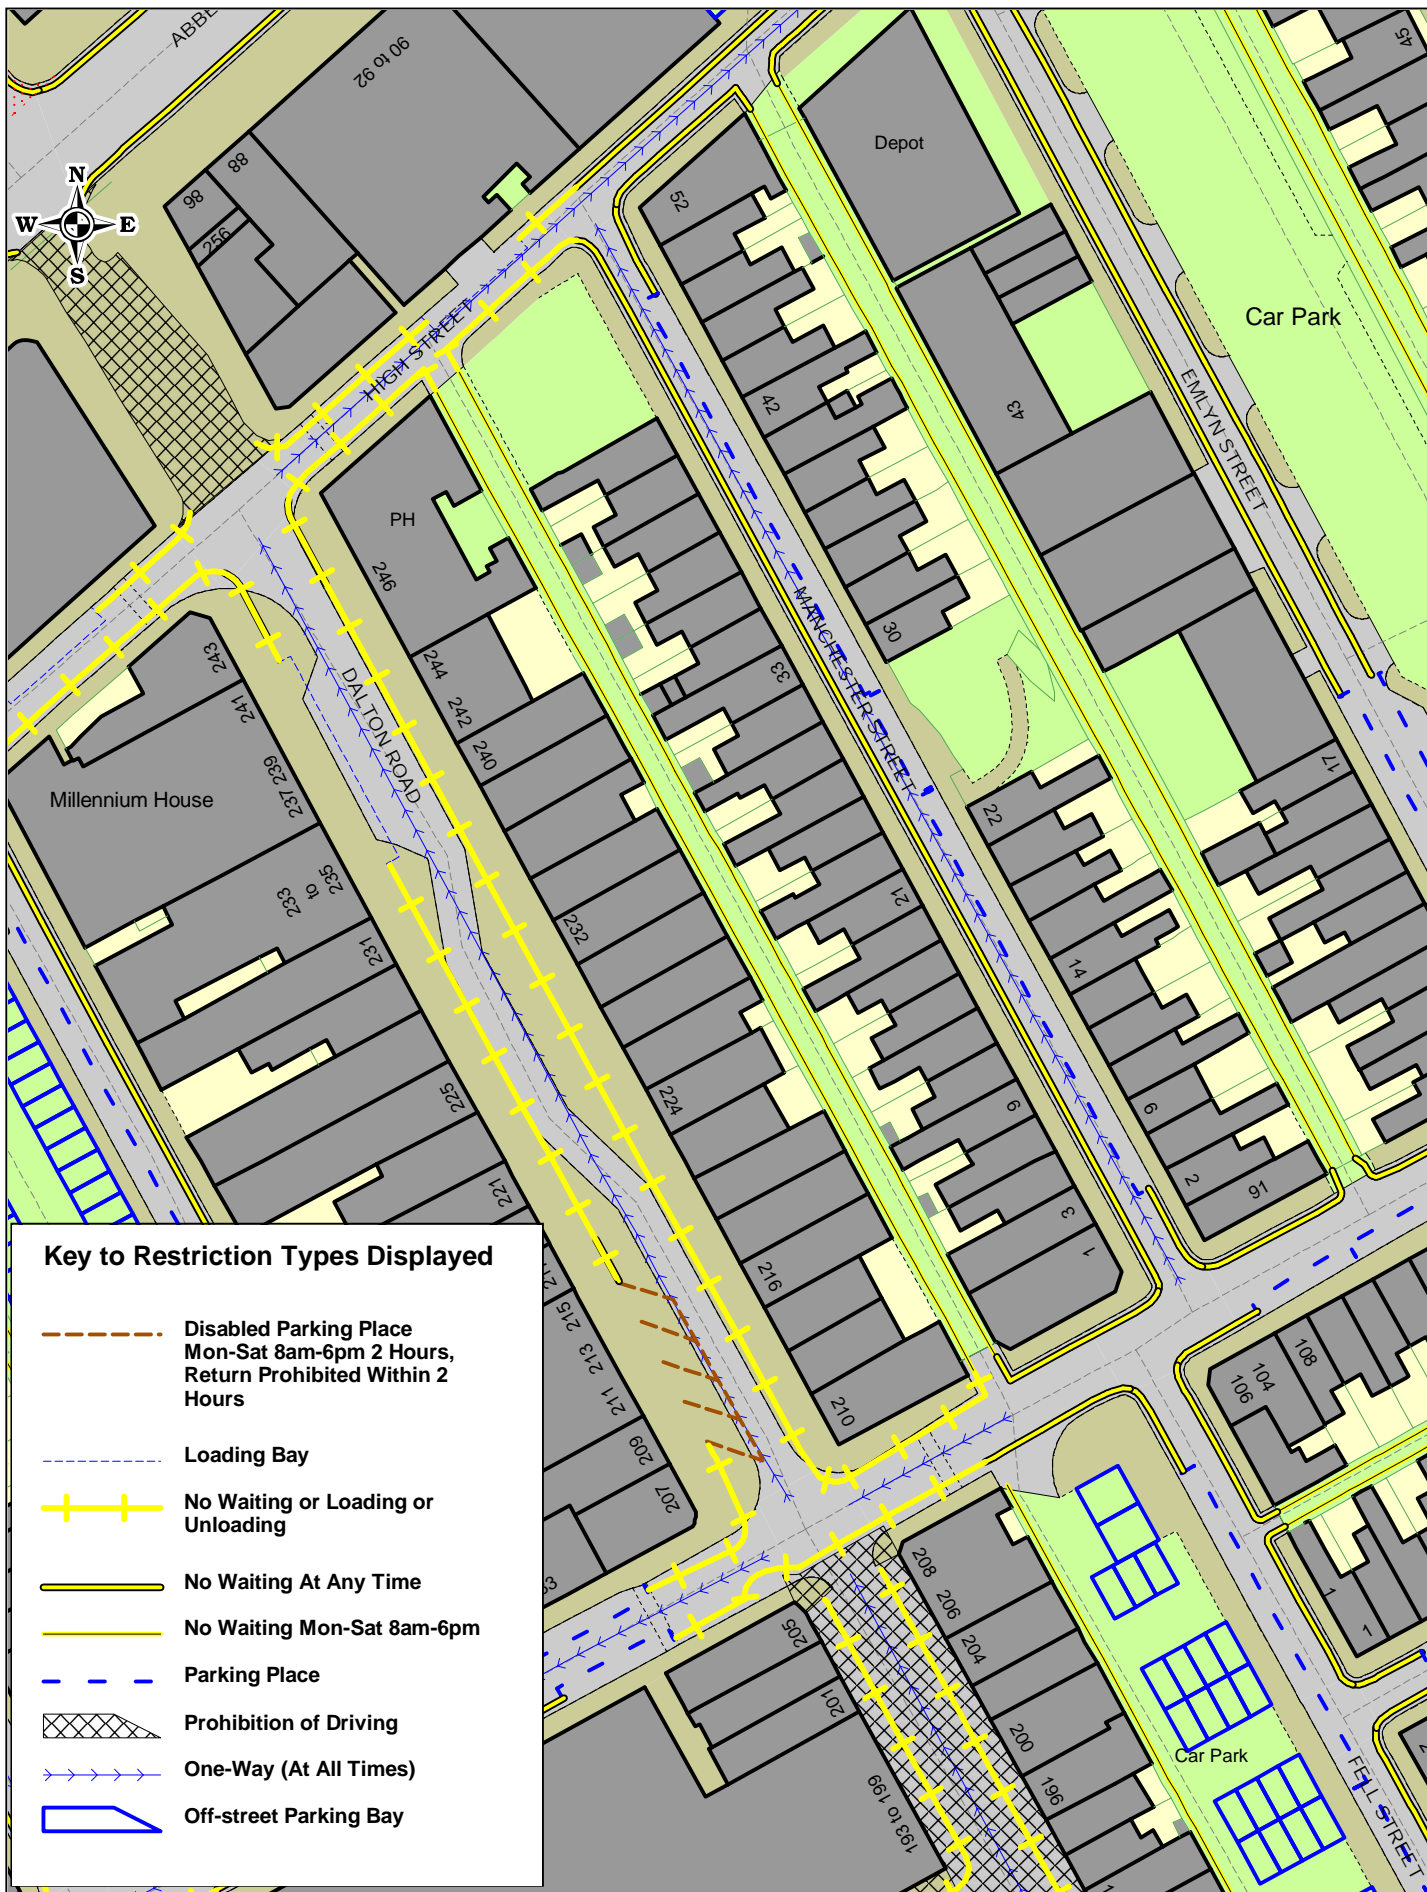 ABBE
90 to 92
45
88
98
256
N
W
E
S
52
Depot
Car Park
HIGH STREET
42
43
EMLYN STREET
PH
246
MANCHESTER STREET
30
243
244
33
241
242
DALTON ROAD
240
239
237
17
Millennium House
22
235
to
233
232
21
231
14
225
224
6
6
221
2
91
3
1
216
215
213
211
210
108
104
106
209
207
208
206
205
204
201
200
196
193 to 199
1
1
Car Park
FELL STREET
Key to Restriction Types Displayed
Disabled Parking Place
Mon-Sat 8am-6pm 2 Hours,
Return Prohibited Within 2
Hours
Loading Bay
No Waiting or Loading or
Unloading
No Waiting At Any Time
No Waiting Mon-Sat 8am-6pm
Parking Place
Prohibition of Driving
One-Way (At All Times)
Off-street Parking Bay